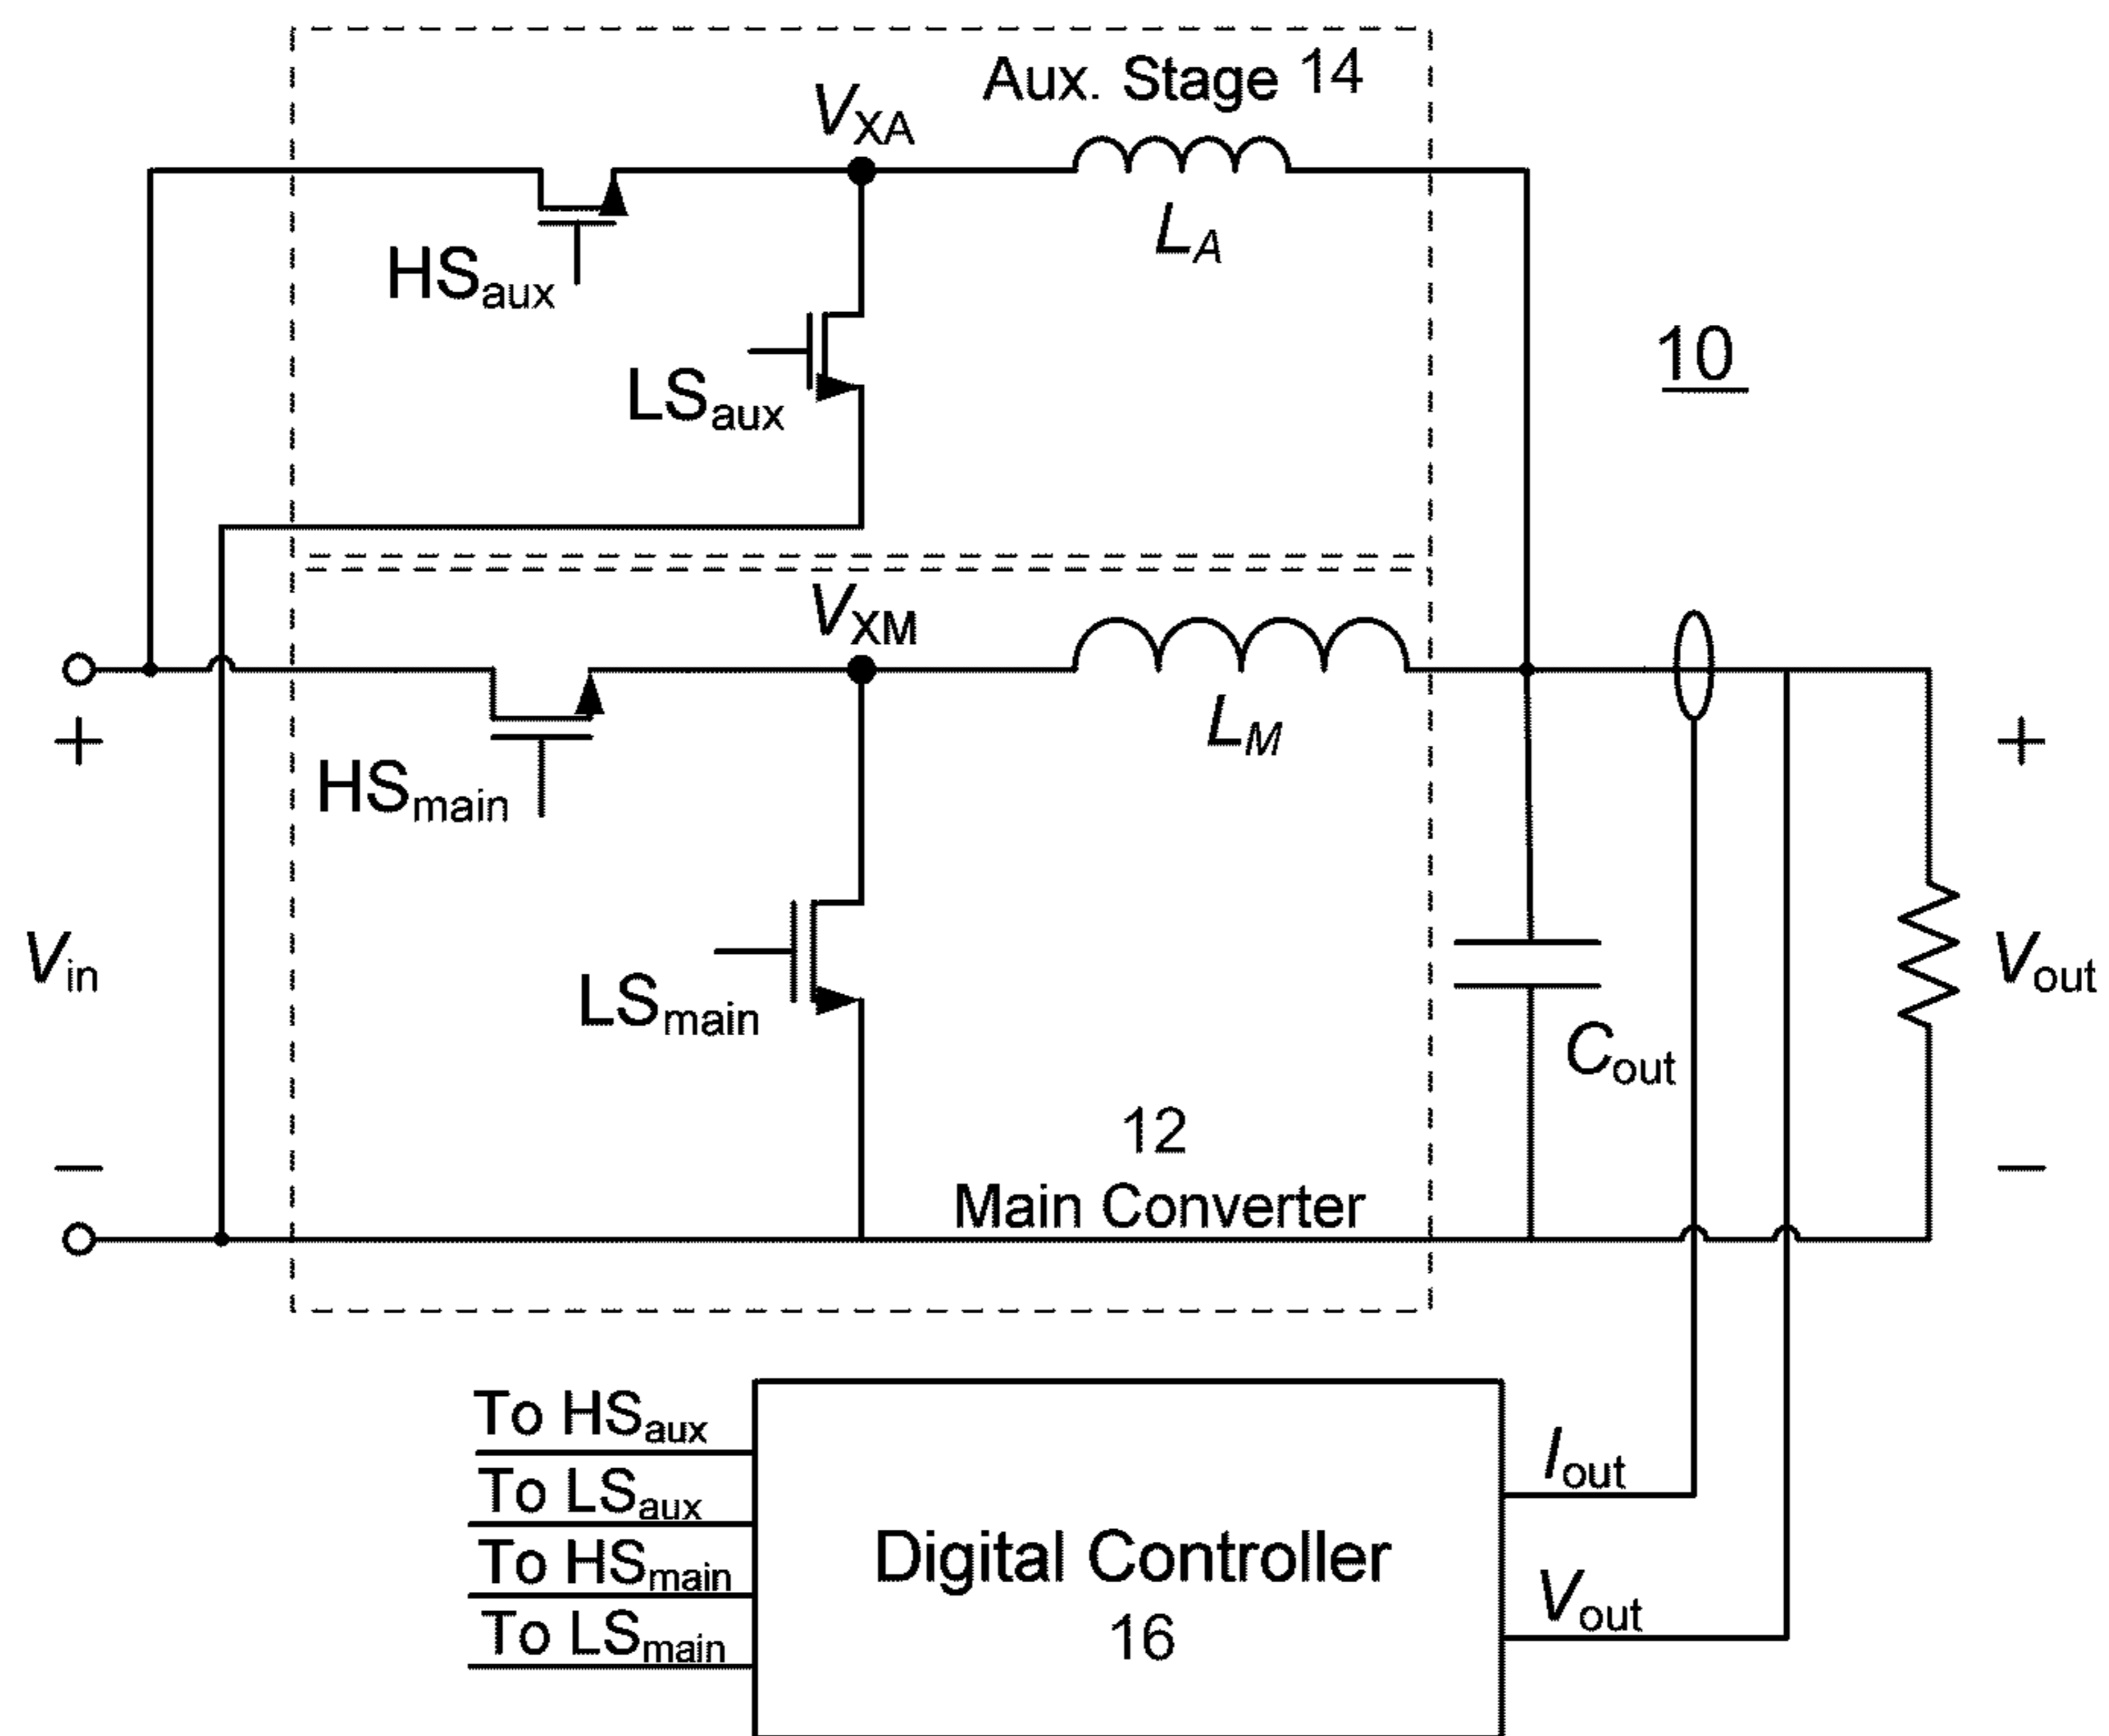 Aux. Stage 14
VXA
LA
HSaux
LSaux
10
VXM
LM
HSmain
+
+
Vin
LSmain
Vout
Cout
12
Main Converter
−
−
To HSaux
To LSaux
To HSmain
To LSmain
Iout
Digital Controller
16
Vout